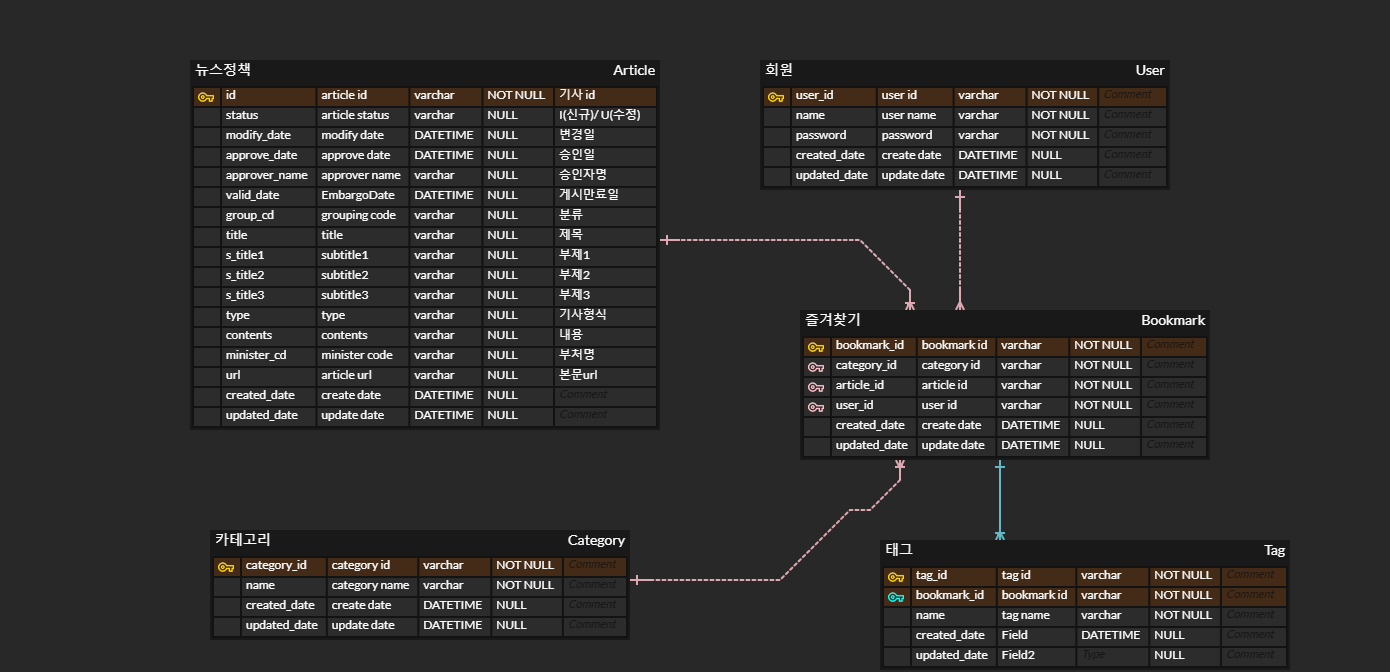 뉴스정책 Article
id article id varchar NOT NULL 기사 id
status article status varchar NULL I(신규)/ U(수정)
modify_date modify date DATETIME NULL 변경일
approve_date approve date DATETIME NULL 승인일
approver_name approver name varchar NULL 승인자명
valid_date EmbargoDate DATETIME NULL 게시만료일
group_cd grouping code varchar NULL 분류
title title varchar NULL 제목
s_title1 subtitle1 varchar NULL 부제1
s_title2 subtitle2 varchar NULL 부제2
s_title3 subtitle3 varchar NULL 부제3
type type varchar NULL 기사형식
contents contents varchar NULL 내용
minister_cd minister code varchar NULL 부처명
url article url varchar NULL 본문url
created_date create date DATETIME NULL Comment
updated_date update date DATETIME NULL Comment
회원 User
user_id user id varchar NOT NULL Comment
name user name varchar NOT NULL Comment
password password varchar NOT NULL Comment
created_date create date DATETIME NULL Comment
updated_date update date DATETIME NULL Comment
즐겨찾기 Bookmark
bookmark_id bookmark id varchar NOT NULL Comment
category_id category id varchar NOT NULL Comment
article_id article id varchar NOT NULL Comment
user_id user id varchar NOT NULL Comment
created_date create date DATETIME NULL Comment
updated_date update date DATETIME NULL Comment
카테고리 Category
category_id category id varchar NOT NULL Comment
name category name varchar NOT NULL Comment
created_date create date DATETIME NULL Comment
updated_date update date DATETIME NULL Comment
태그 Tag
tag_id tag id varchar NOT NULL Comment
bookmark_id bookmark id varchar NOT NULL Comment
name tag name varchar NOT NULL Comment
created_date Field DATETIME NULL Comment
updated_date Field2 Type NULL Comment